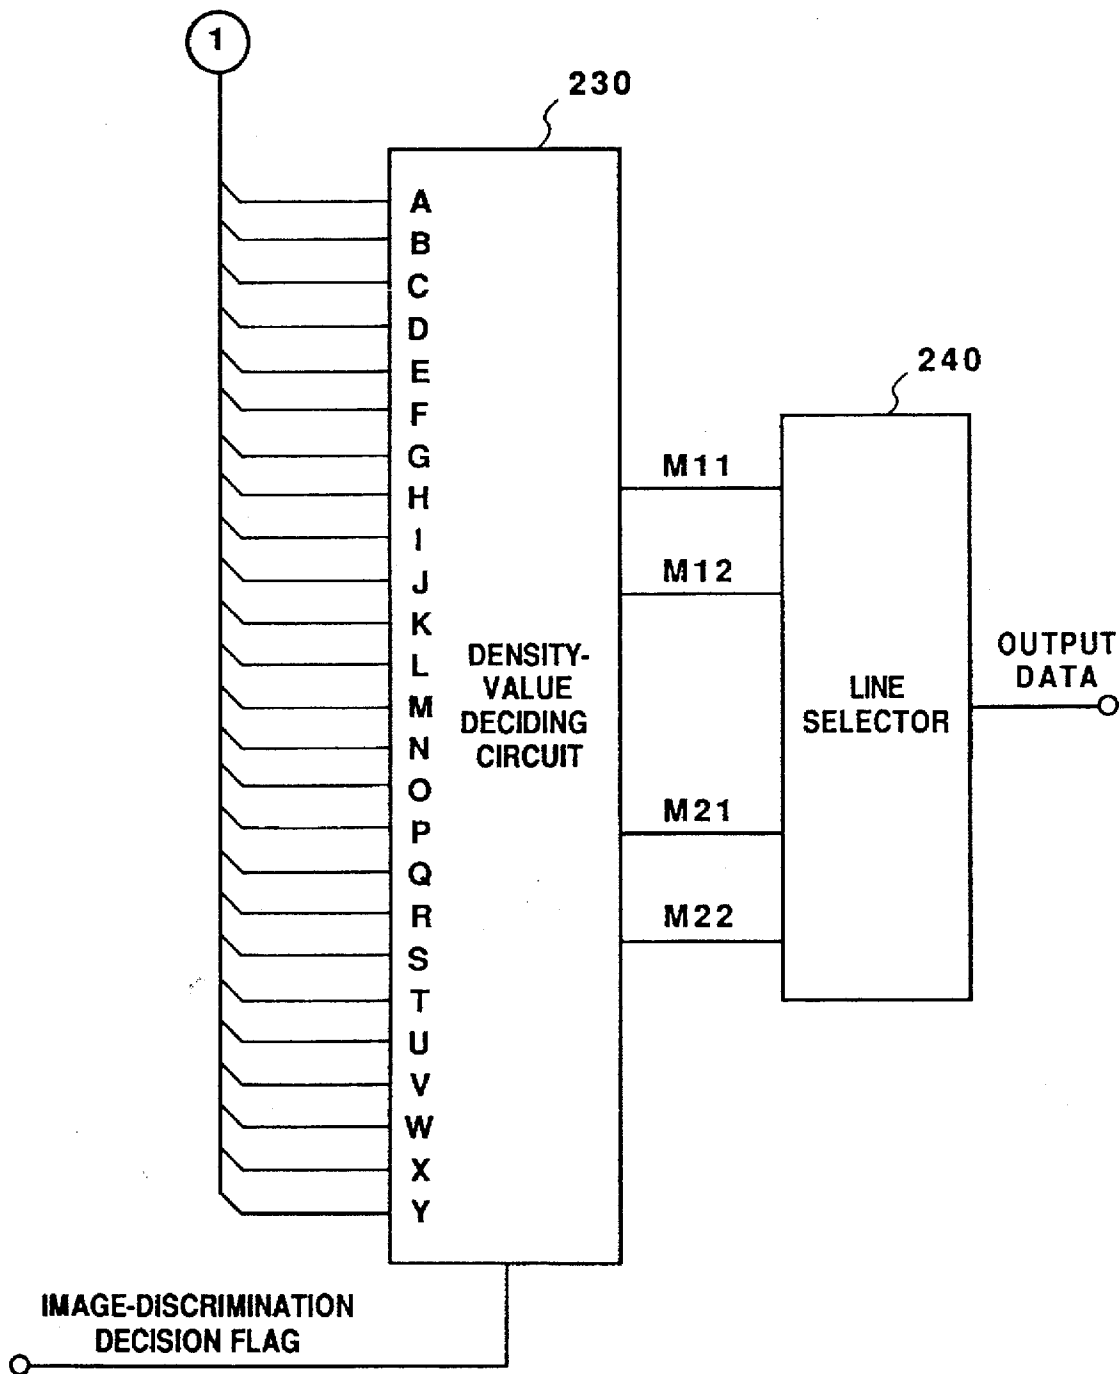 1
230
A
B
C
D
E
F
G
H
I
J
K
L
M
N
O
P
Q
R
S
T
U
V
W
X
Y
DENSITY-
VALUE
DECIDING
CIRCUIT
M11
M12
M21
M22
240
LINE
SELECTOR
OUTPUT
DATA
IMAGE-DISCRIMINATION
DECISION FLAG